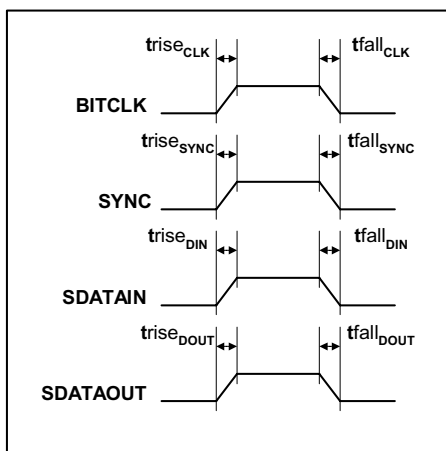 triseCLK tfallCLK
BITCLK
triseSYNC tfallSYNC
SYNC
triseDIN tfallDIN
SDATAIN
triseDOUT tfallDOUT
SDATAOUT